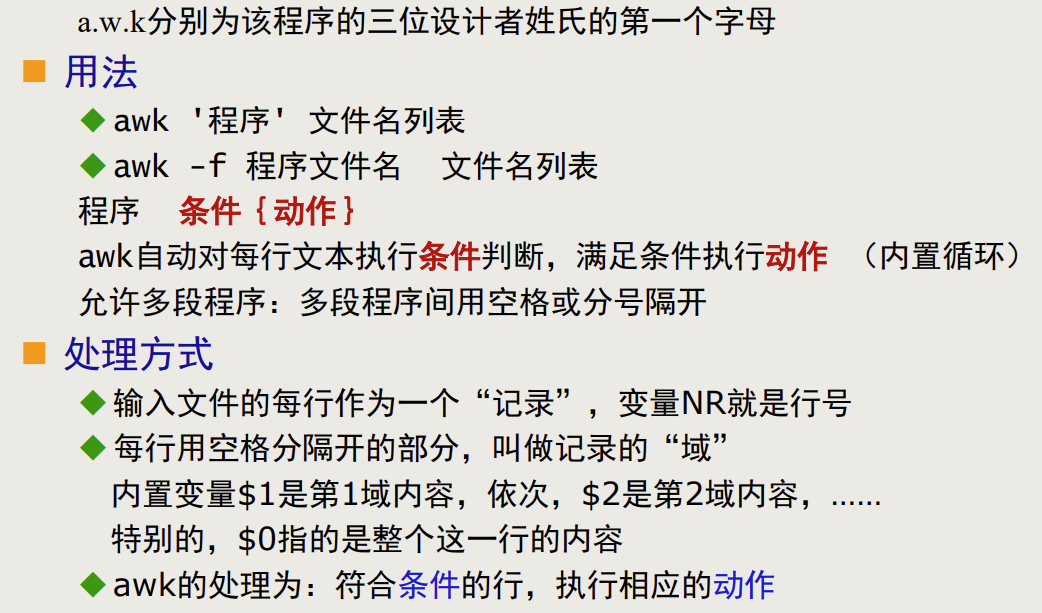 a.w.k分别为该程序的三位设计者姓氏的第一个字母
用法
awk '程序' 文件名列表
awk -f 程序文件名 文件名列表
程序 条件{动作}
awk自动对每行文本执行条件判断，满足条件执行动作 （内置循环）
允许多段程序：多段程序间用空格或分号隔开
处理方式
输入文件的每行作为一个“记录”，变量NR就是行号
每行用空格分隔开的部分，叫做记录的“域”
内置变量$1是第1域内容，依次，$2是第2域内容，……
特别的，$0指的是整个这一行的内容
awk的处理为：符合条件的行，执行相应的动作